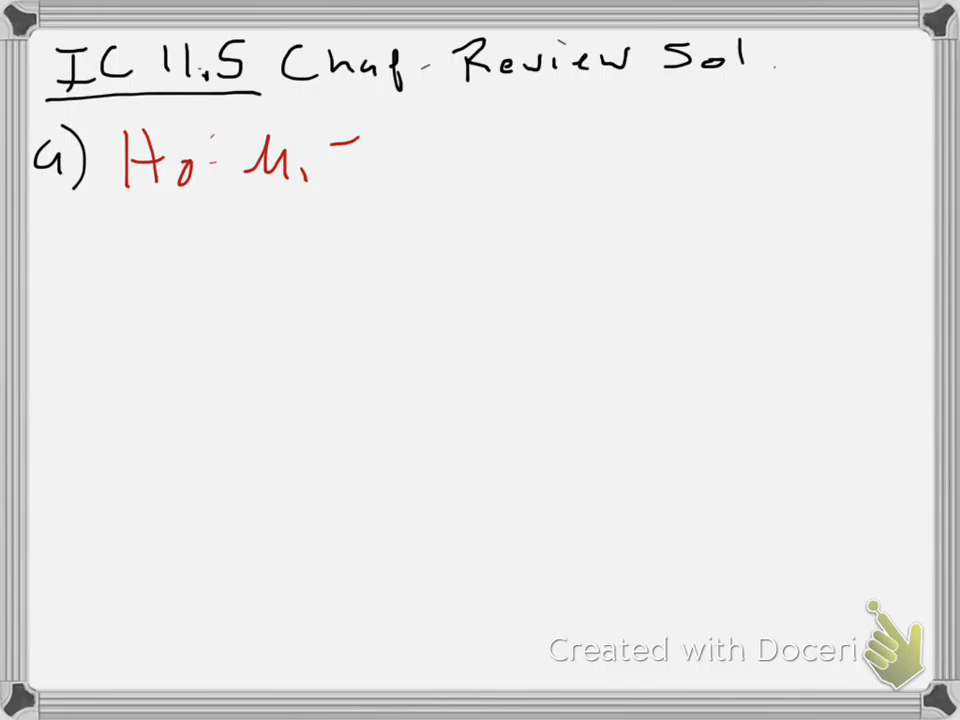 IC 11.5 Chap. Review Sol.
a) H₀: μ₁ -
Created with Doceri